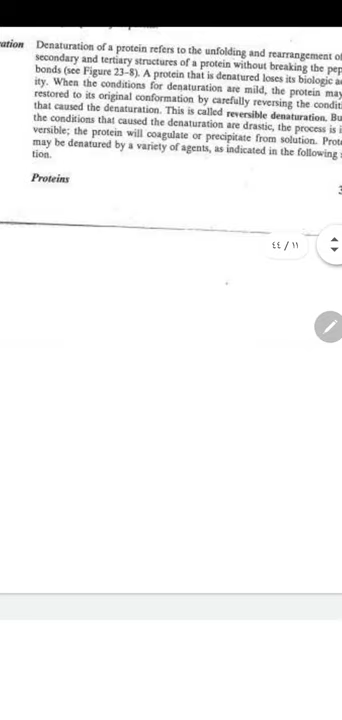 ation Denaturation of a protein refers to the unfolding and rearrangement of
secondary and tertiary structures of a protein without breaking the pep
bonds (see Figure 23-8). A protein that is denatured loses its biologic a
ity. When the conditions for denaturation are mild, the protein may
restored to its original conformation by carefully reversing the condit
that caused the denaturation. This is called reversible denaturation. Bu
the conditions that caused the denaturation are drastic, the process is i
versible; the protein will coagulate or precipitate from solution. Prote
may be denatured by a variety of agents, as indicated in the following
tion.
Proteins
3
٤٤ / ١١